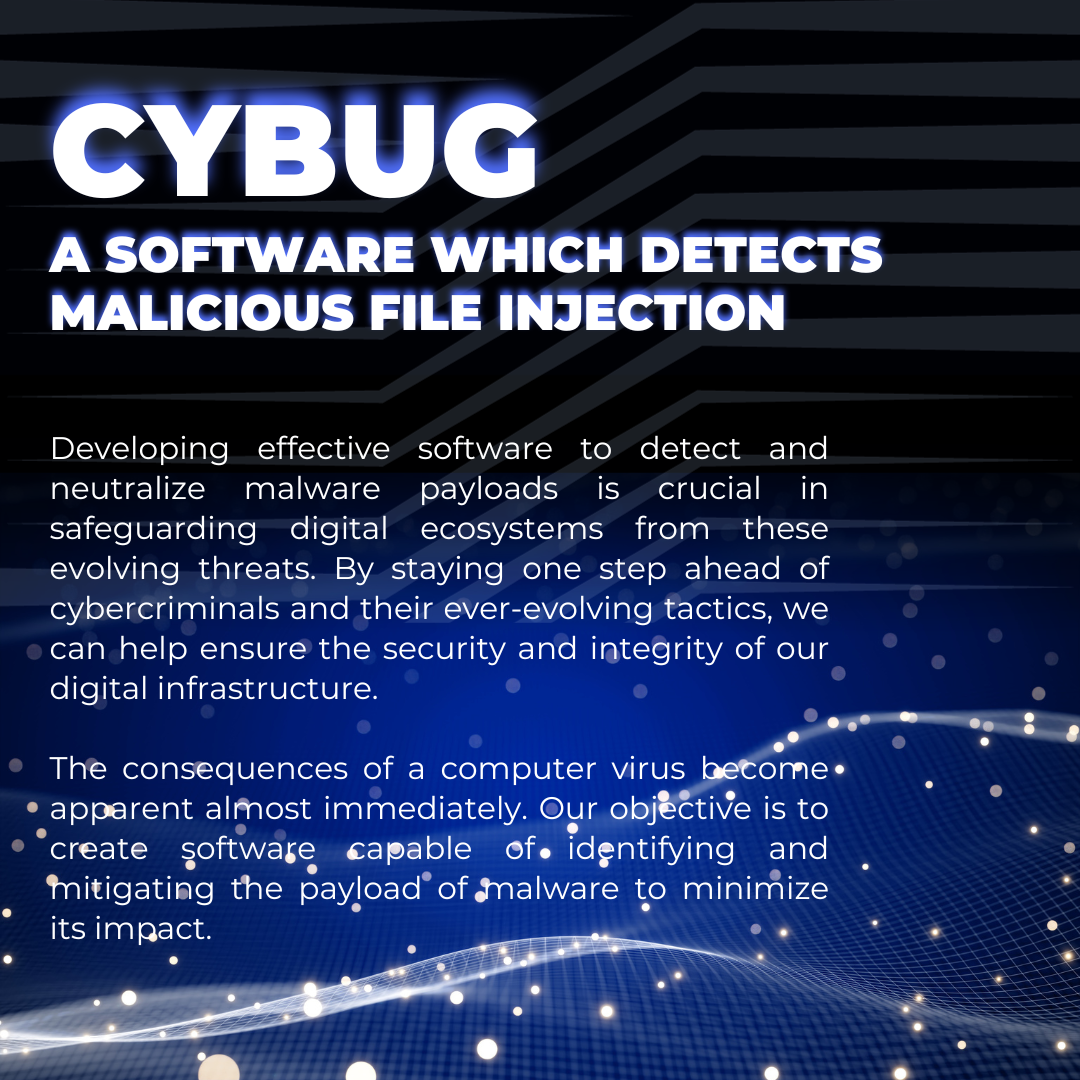 CYBUG
A SOFTWARE WHICH DETECTS
MALICIOUS FILE INJECTION
Developing effective software to detect and
neutralize malware payloads is crucial in
safeguarding digital ecosystems from these
evolving threats. By staying one step ahead of
cybercriminals and their ever-evolving tactics, we
can help ensure the security and integrity of our
digital infrastructure.
The consequences of a computer virus become
apparent almost immediately. Our objective is to
create software capable of identifying and
mitigating the payload of malware to minimize
its impact.